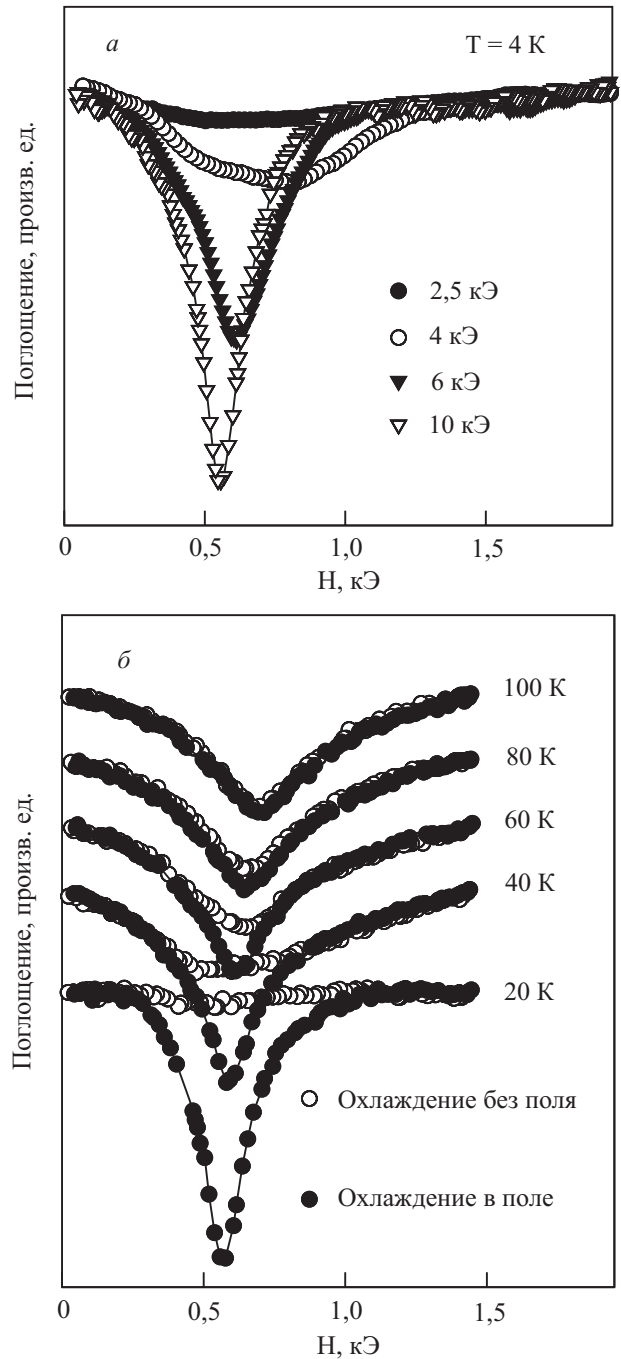 а
T = 4 К
Поглощение, произв. ед.
2,5 кЭ
4 кЭ
6 кЭ
10 кЭ
0
0,5
1,0
1,5
Н, кЭ
б
100 К
80 К
60 К
40 К
20 К
Поглощение, произв. ед.
Охлаждение без поля
Охлаждение в поле
0
0,5
1,0
1,5
Н, кЭ